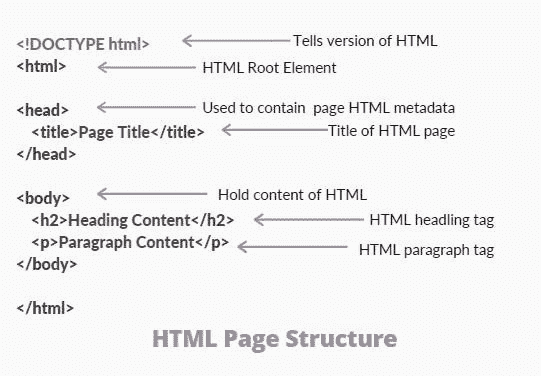 <!DOCTYPE html> Tells version of HTML
<html> HTML Root Element
<head> Used to contain page HTML metadata
<title>Page Title</title> Title of HTML page
</head>
<body> Hold content of HTML
<h2>Heading Content</h2> HTML headling tag
<p>Paragraph Content</p> HTML paragraph tag
</body>
</html>
HTML Page Structure